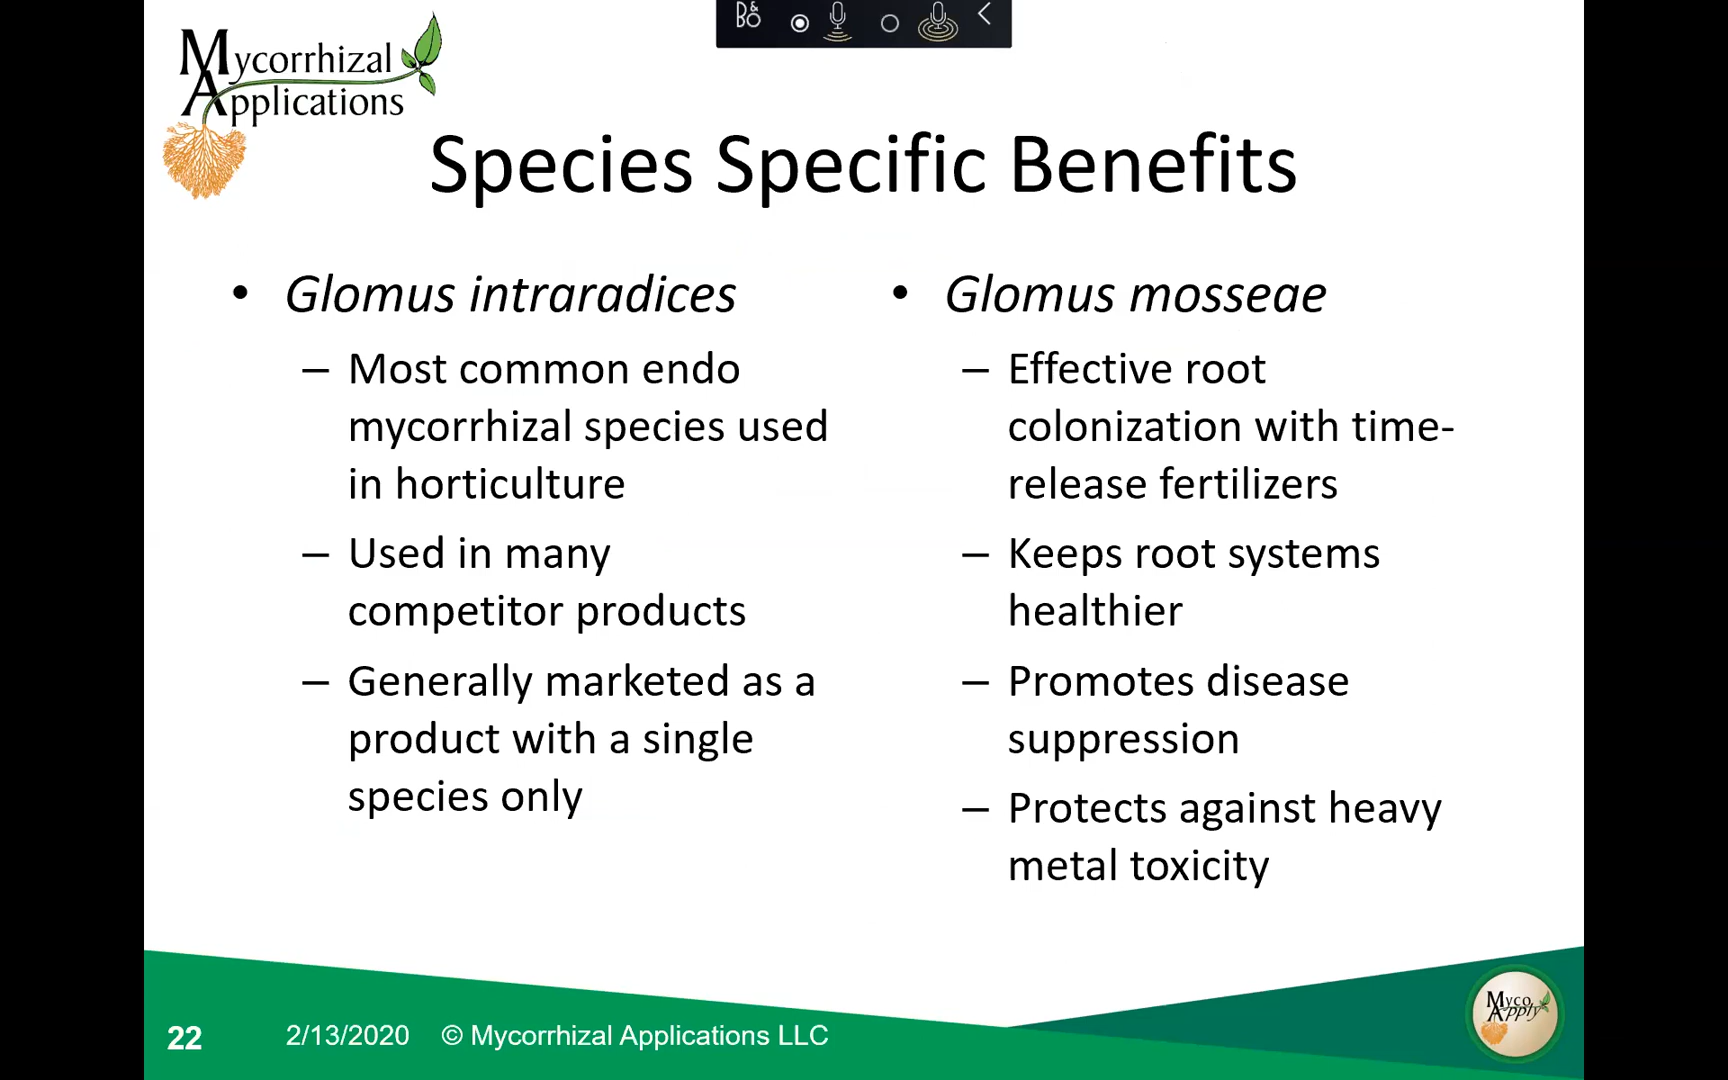 B&O
Mycorrhizal
Applications
Species Specific Benefits
• Glomus intraradices
– Most common endo
mycorrhizal species used
in horticulture
– Used in many
competitor products
– Generally marketed as a
product with a single
species only
• Glomus mosseae
– Effective root
colonization with time-
release fertilizers
– Keeps root systems
healthier
– Promotes disease
suppression
– Protects against heavy
metal toxicity
22
2/13/2020 © Mycorrhizal Applications LLC
Myco
Apply